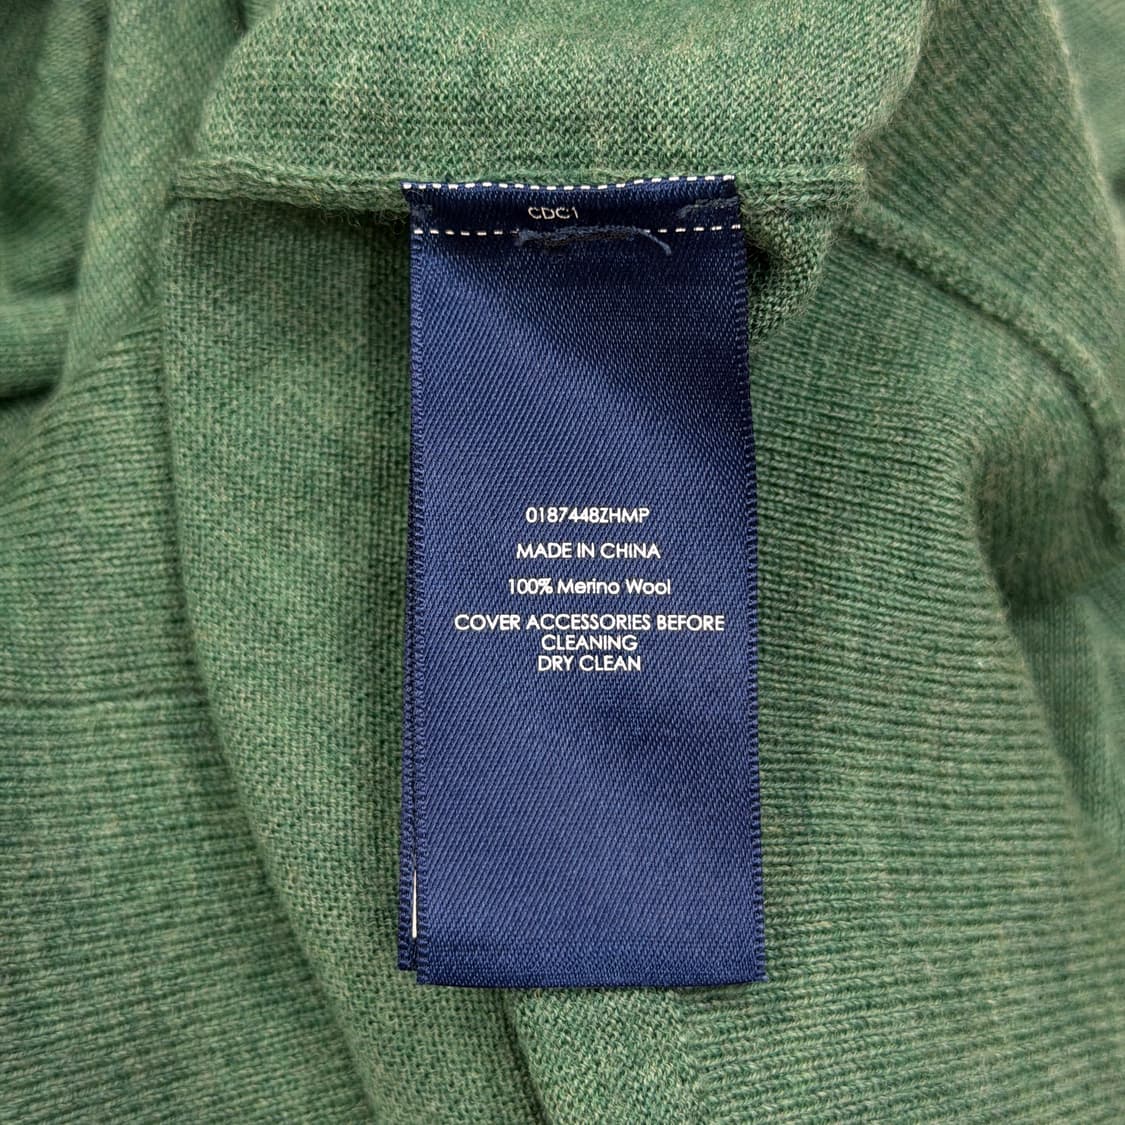 CDC1
0187448ZHMP
MADE IN CHINA
100% Merino Wool
COVER ACCESSORIES BEFORE
CLEANING
DRY CLEAN